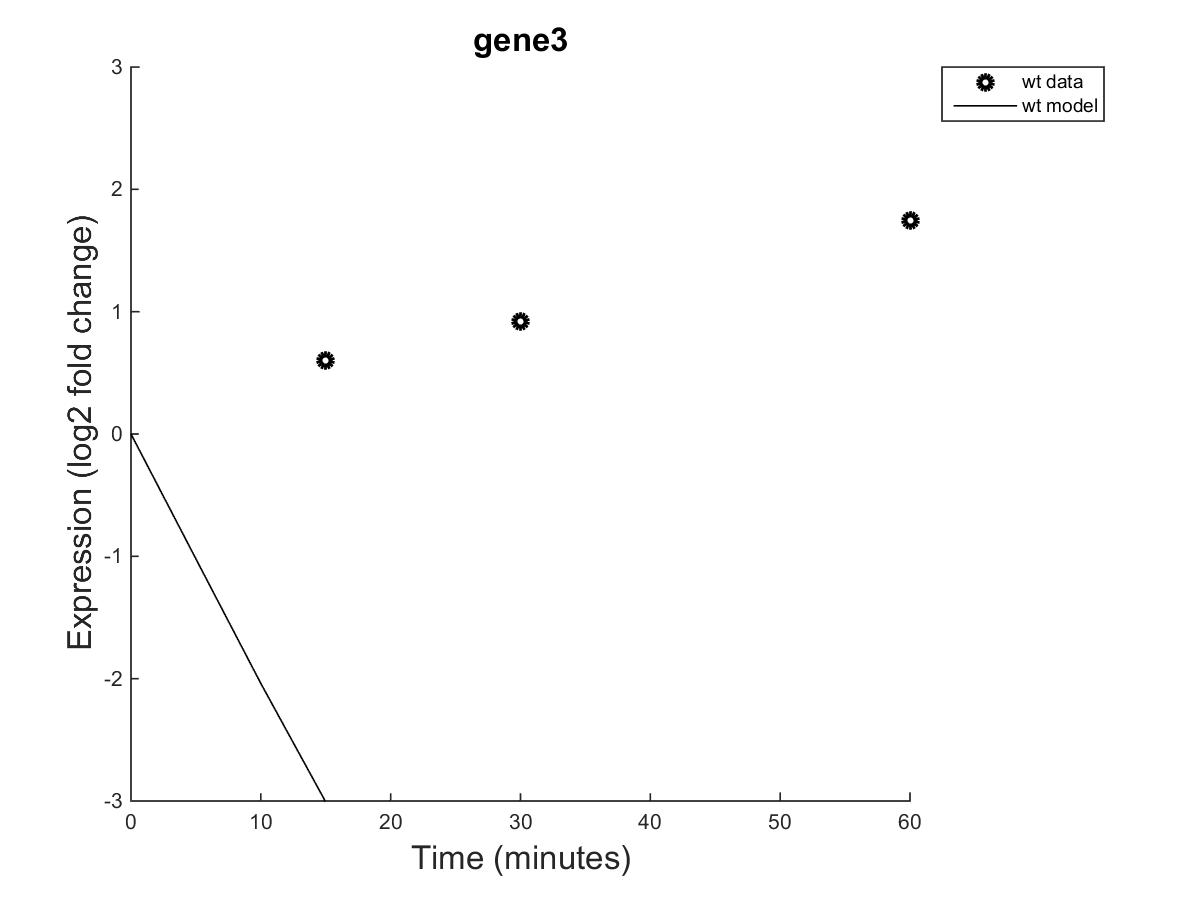 gene3
wt data
wt model
Expression (log2 fold change)
3
2
1
0
-1
-2
-3
0 10 20 30 40 50 60
Time (minutes)